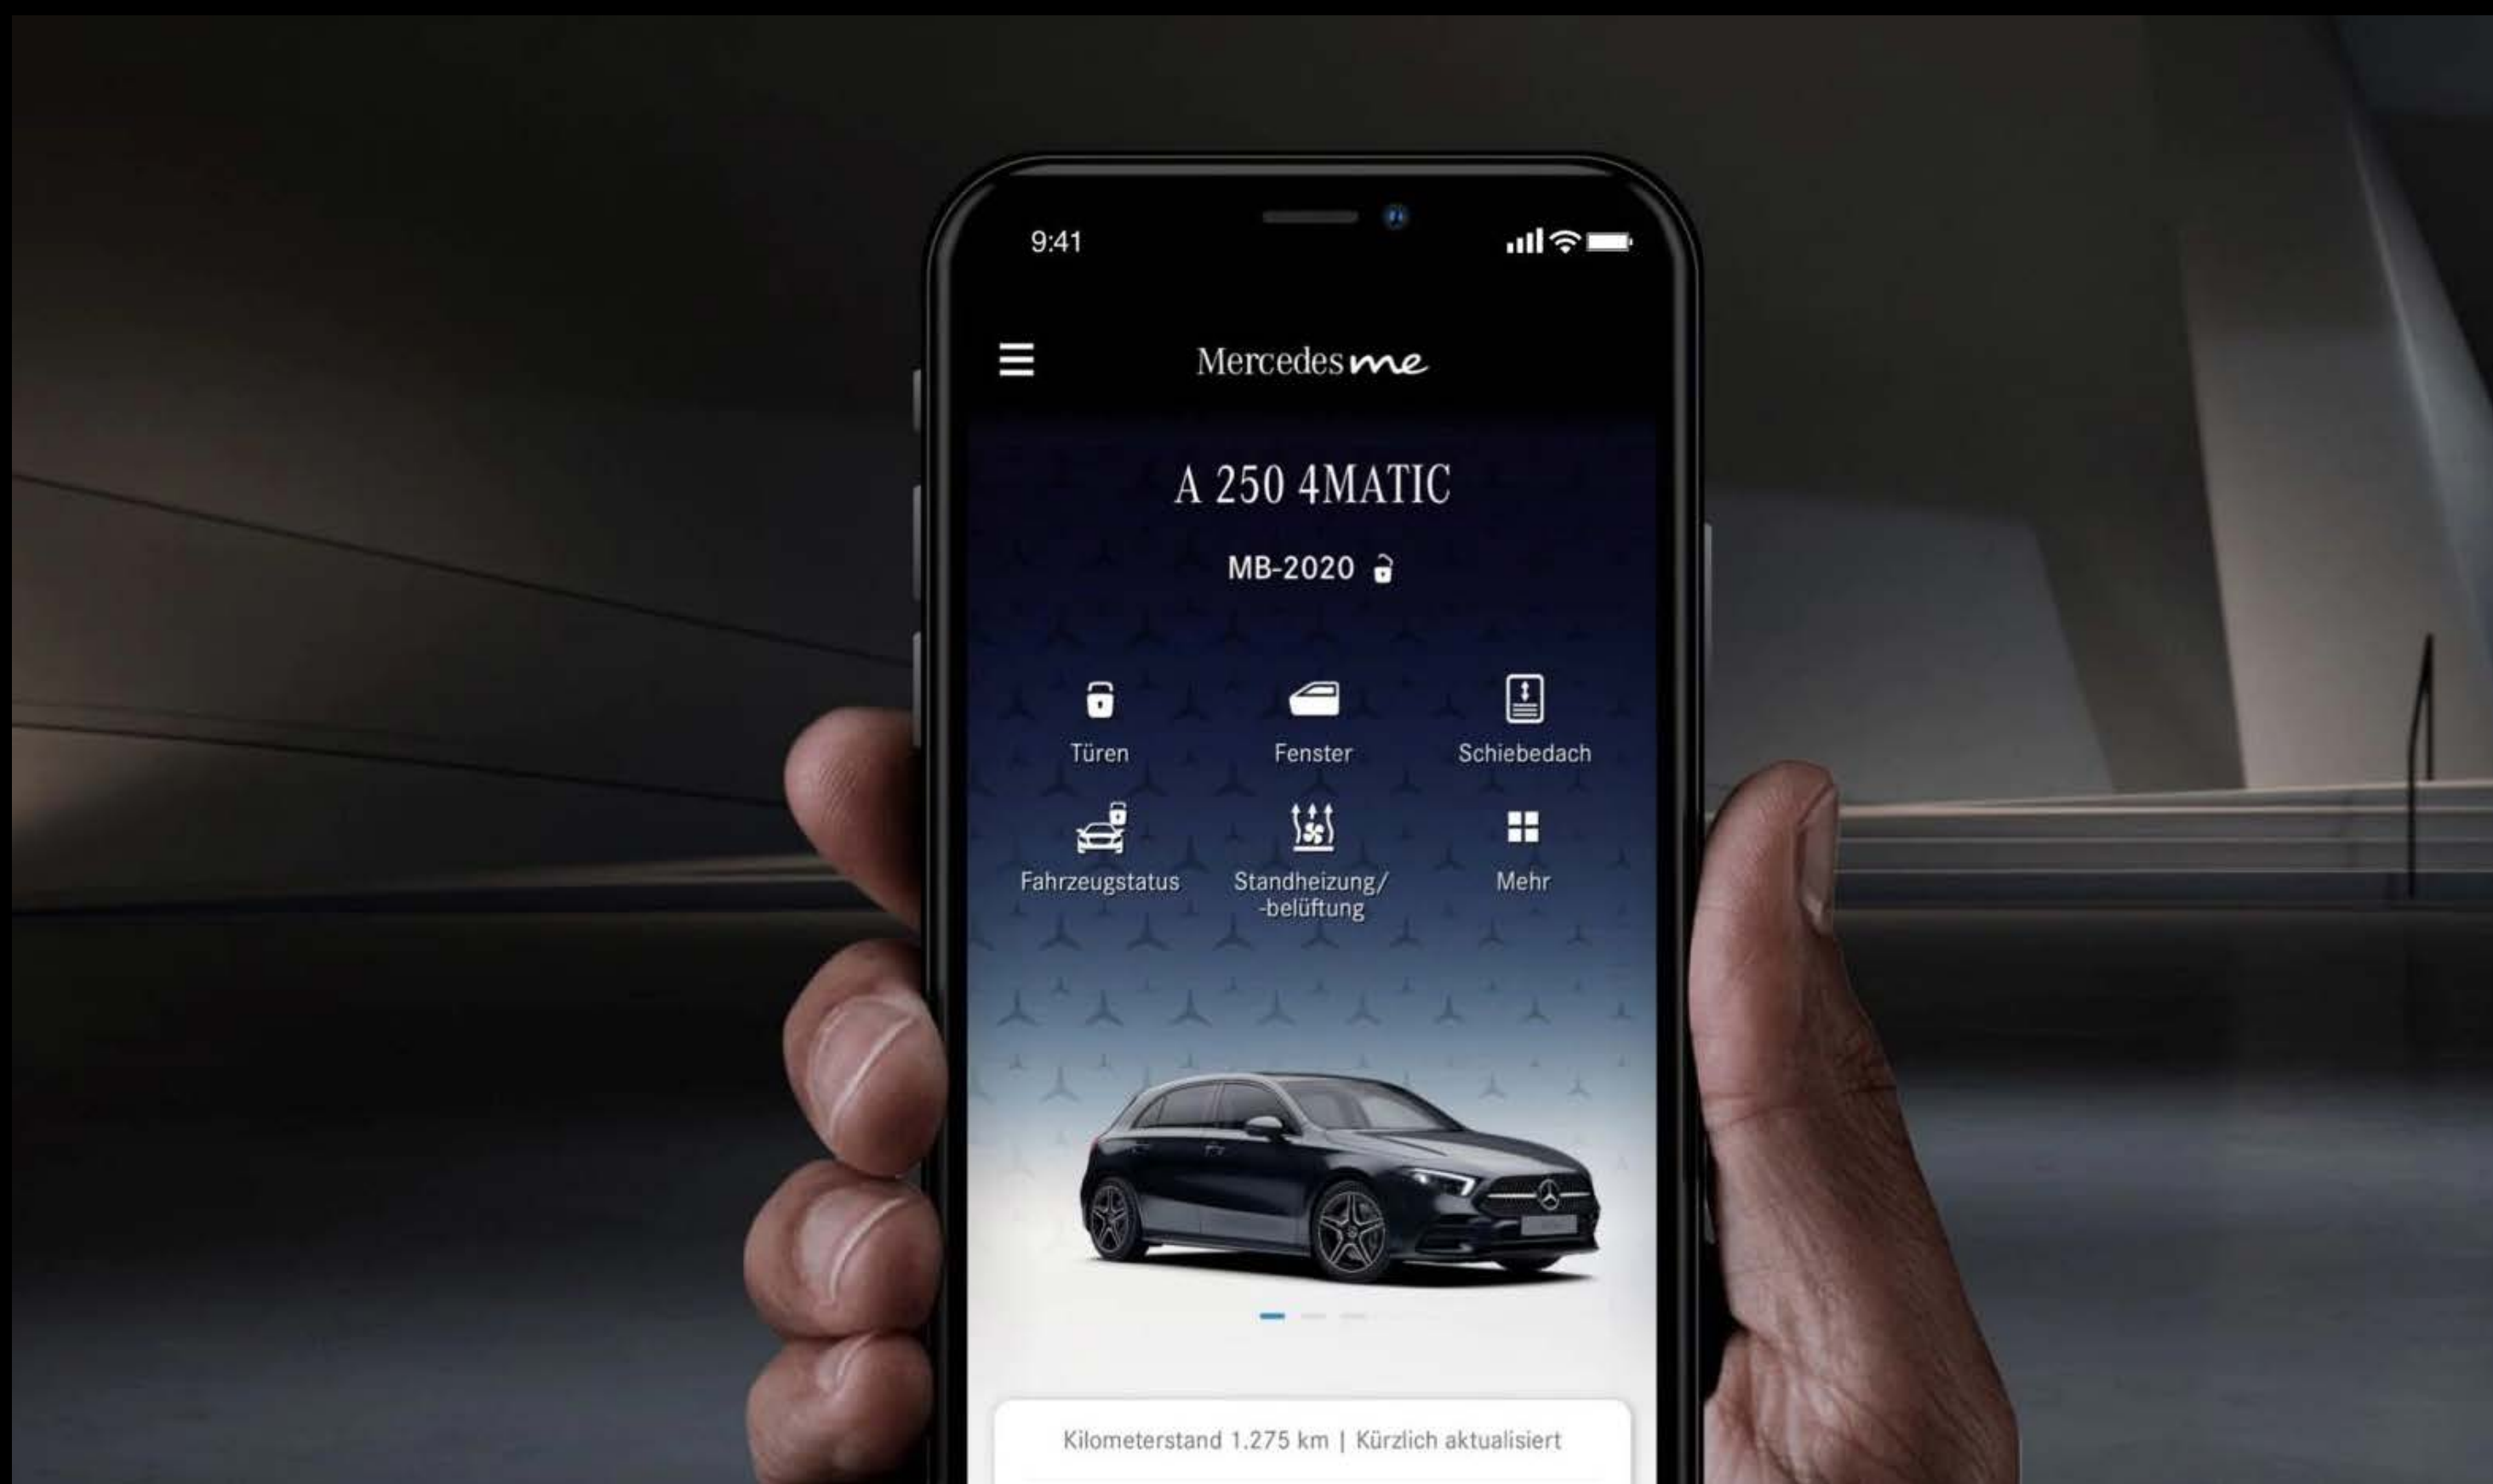 9:41
Mercedes me
A 250 4MATIC
MB-2020
Türen
Fenster
Schiebedach
Fahrzeugstatus
Standheizung/
-belüftung
Mehr
Kilometerstand 1.275 km | Kürzlich aktualisiert